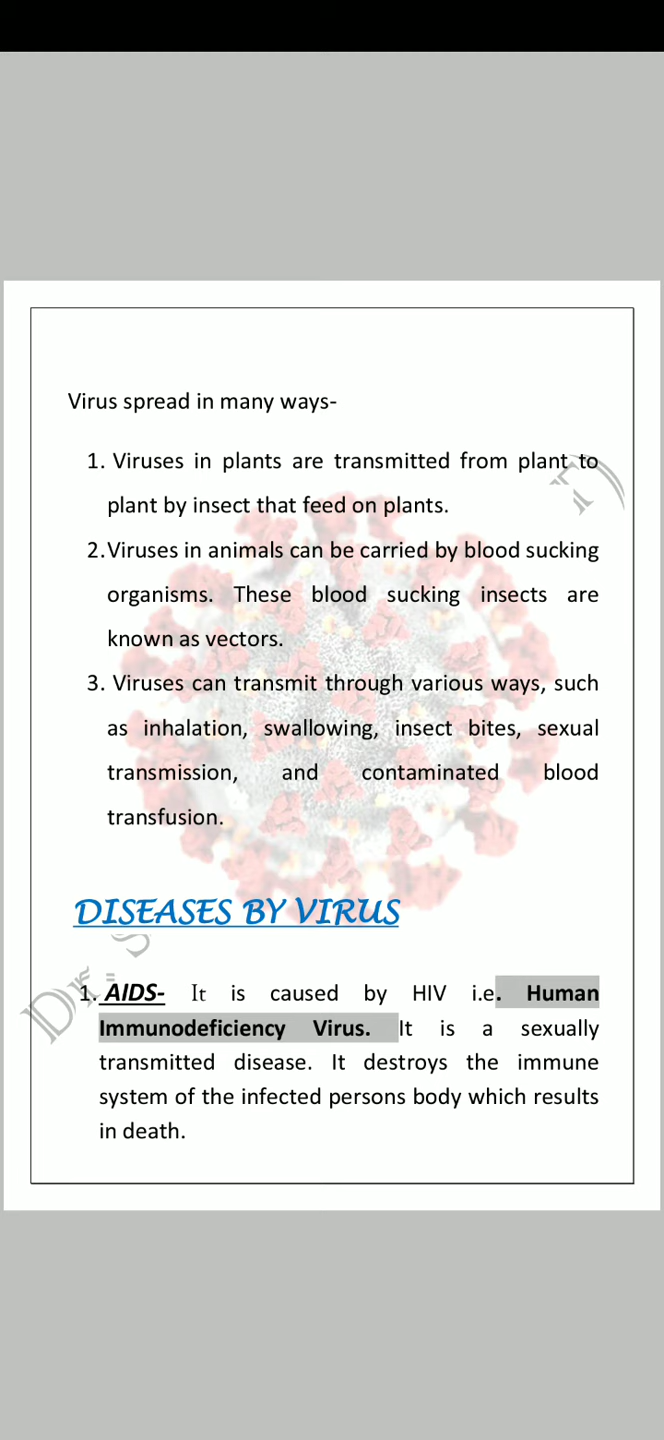 Virus spread in many ways-
1. Viruses in plants are transmitted from plant to
plant by insect that feed on plants.
2.Viruses in animals can be carried by blood sucking
organisms. These blood sucking insects are
known as vectors.
3. Viruses can transmit through various ways, such
as inhalation, swallowing, insect bites, sexual
transmission, and contaminated blood
transfusion.
DISEASES BY VIRUS
1. AIDS- It is caused by HIV i.e. Human
Immunodeficiency Virus. It is a sexually
transmitted disease. It destroys the immune
system of the infected persons body which results
in death.
Dr.